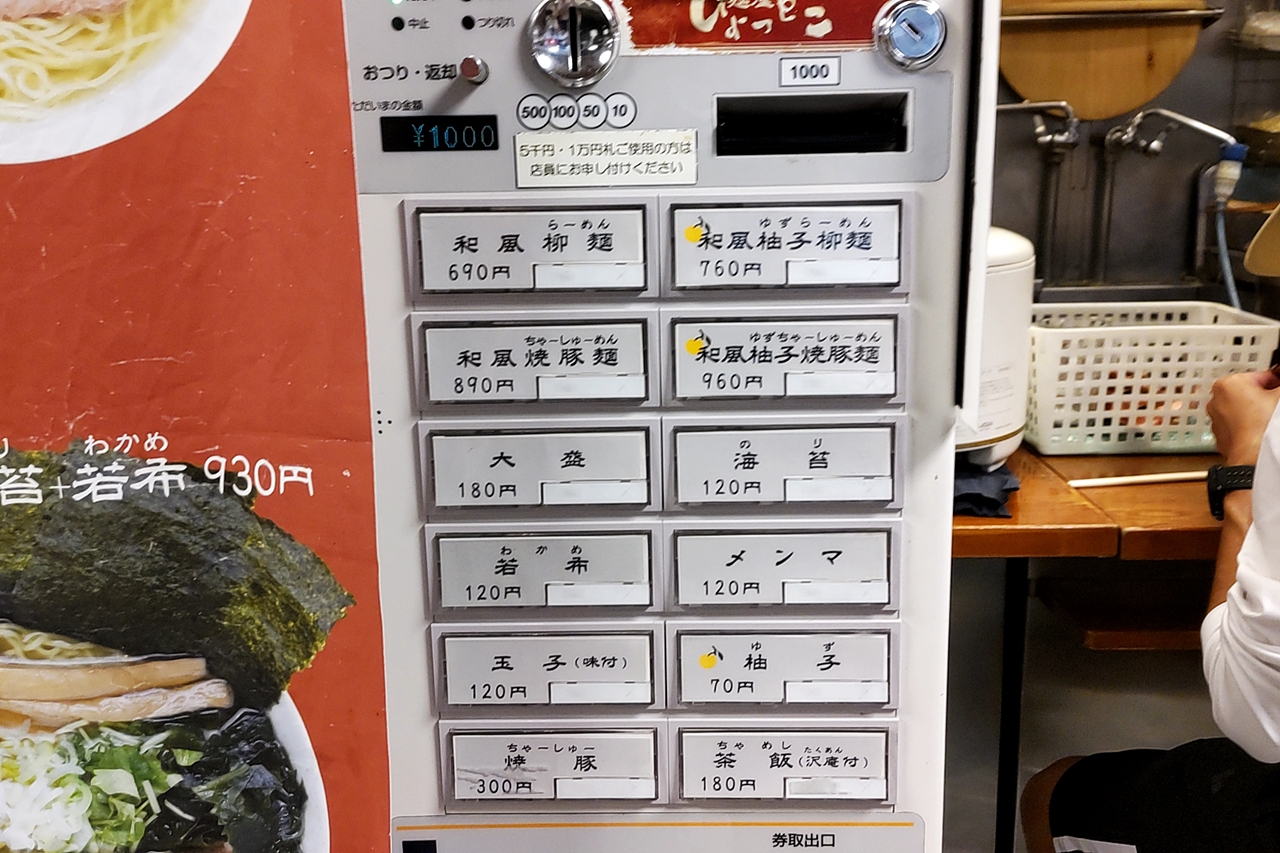 中止
つり切れ
おつり・返却
ただいまの金額
¥1000
500 100 50 10
1000
5千円・1万円札ご使用の方は
店員にお申し付けください
らーめん
和風柳麺
690円
ゆずらーめん
和風柚子柳麺
760円
ちゃーしゅーめん
和風焼豚麺
890円
ゆずちゃーしゅーめん
和風柚子焼豚麺
960円
大盛
180円
のり
海苔
120円
わかめ
若布
120円
メンマ
120円
玉子(味付)
120円
ゆず
柚子
70円
ちゃーしゅー
焼豚
300円
ちゃめし たくあん
茶飯(沢庵付)
180円
券取出口
り わかめ
苔+若布 930円